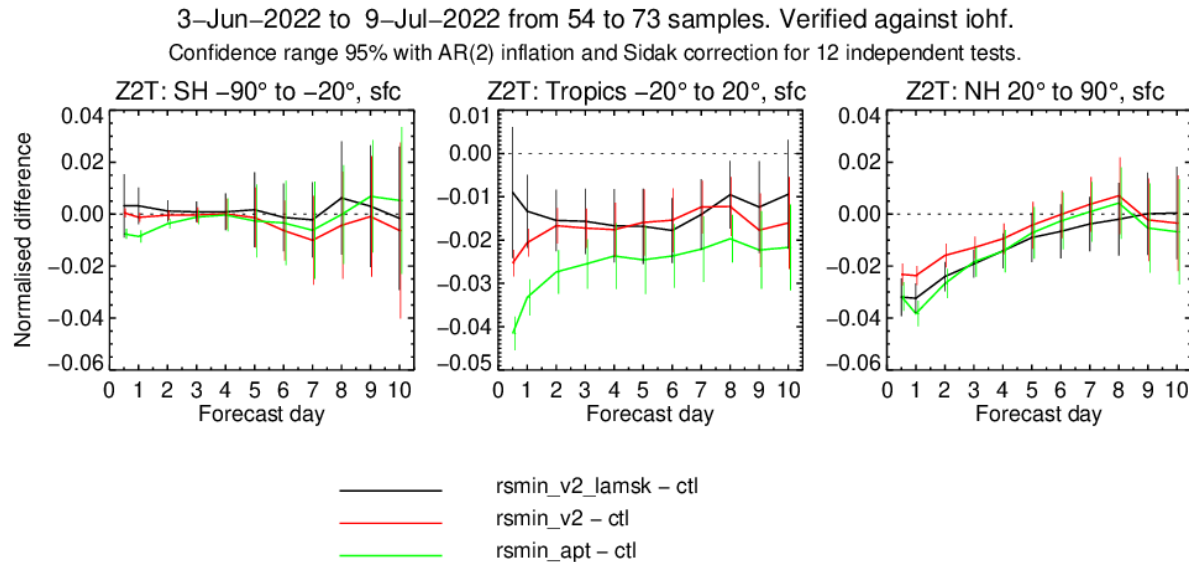 3-Jun-2022 to 9-Jul-2022 from 54 to 73 samples. Verified against iohf.
Confidence range 95% with AR(2) inflation and Sidak correction for 12 independent tests.
Z2T: SH -90° to -20°, sfc
Z2T: Tropics -20° to 20°, sfc
Z2T: NH 20° to 90°, sfc
Normalised difference
0.04
0.02
0.00
-0.02
-0.04
-0.06
0 1 2 3 4 5 6 7 8 9 10
Forecast day
0.01
0.00
-0.01
-0.02
-0.03
-0.04
-0.05
0 1 2 3 4 5 6 7 8 9 10
Forecast day
0.04
0.02
0.00
-0.02
-0.04
-0.06
0 1 2 3 4 5 6 7 8 9 10
Forecast day
rsmin_v2_lamsk - ctl
rsmin_v2 - ctl
rsmin_apt - ctl